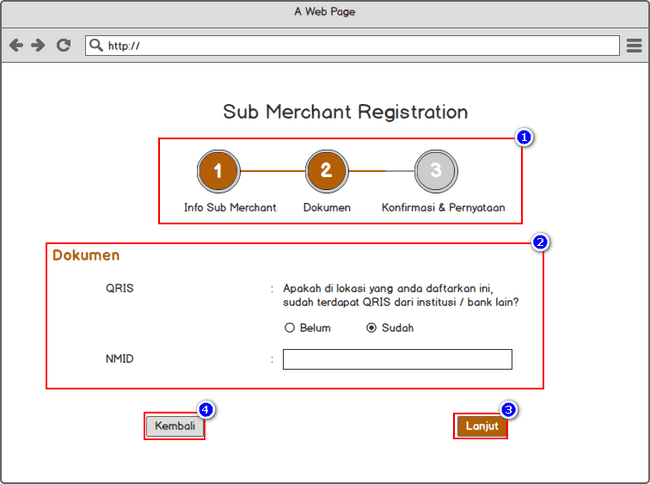 A Web Page
http://
Sub Merchant Registration
1
1 2 3
Info Sub Merchant Dokumen Konfirmasi & Pernyataan
2
Dokumen
QRIS : Apakah di lokasi yang anda daftarkan ini,
sudah terdapat QRIS dari institusi / bank lain?
Belum Sudah
NMID :
4 3
Kembali Lanjut